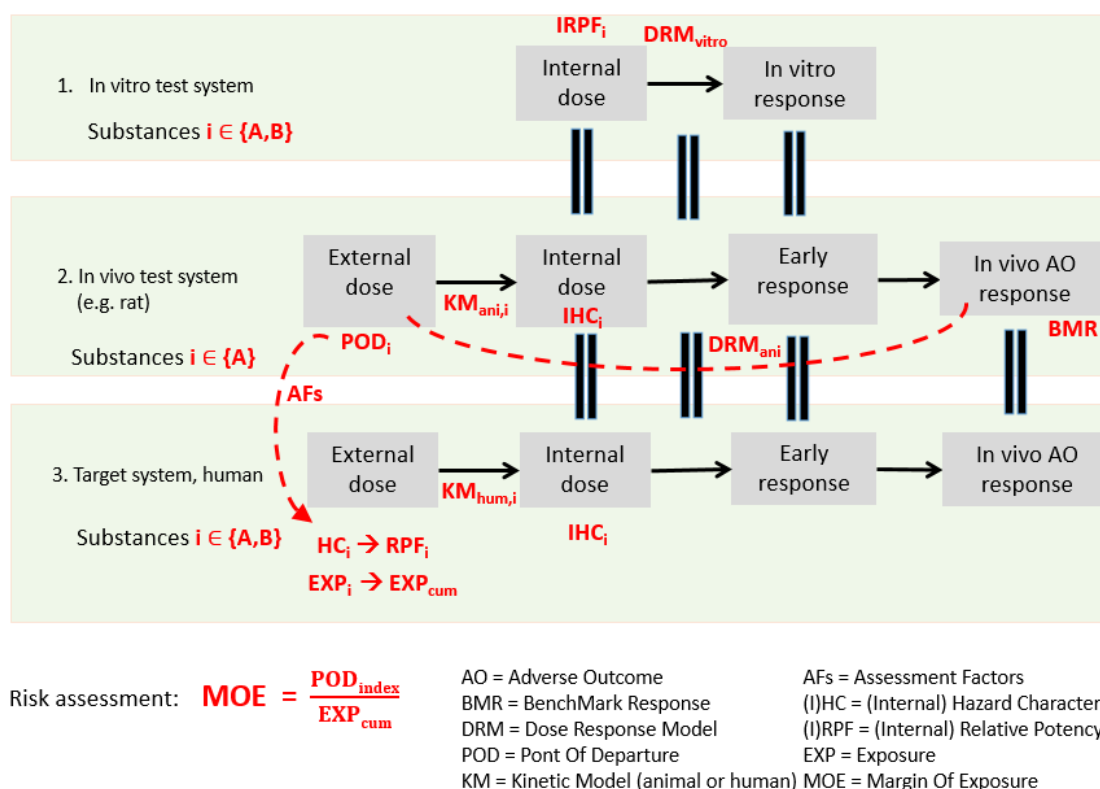 IRPFi
DRMvitro
Internal
dose
In vitro
response
1. In vitro test system
Substances i ∈ {A,B}
2. In vivo test system
(e.g. rat)
Substances i ∈ {A}
External
dose
KMani,i
Internal
dose
IHCi
Early
response
In vivo AO
response
BMR
PODi
DRMani
AFs
3. Target system, human
Substances i ∈ {A,B}
External
dose
KMhum,i
Internal
dose
IHCi
Early
response
In vivo AO
response
HCi → RPFi
EXPi → EXPcum
Risk assessment: MOE = PODindex
EXPcum
AO = Adverse Outcome
BMR = BenchMark Response
DRM = Dose Response Model
POD = Pont Of Departure
KM = Kinetic Model (animal or human)
AFs = Assessment Factors
(I)HC = (Internal) Hazard Character
(I)RPF = (Internal) Relative Potency
EXP = Exposure
MOE = Margin Of Exposure